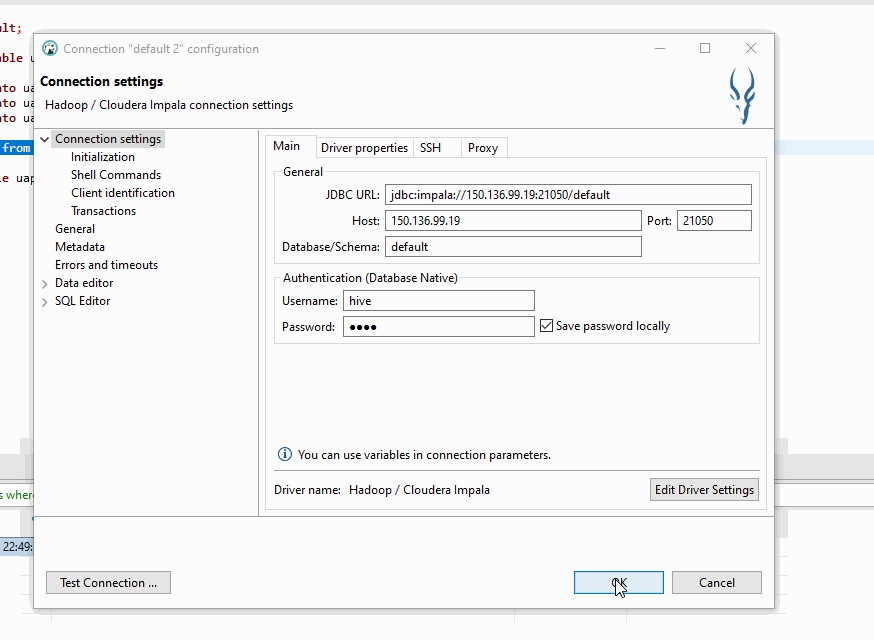 ult;
Connection "default 2" configuration
able u
Connection settings
nto ua
Hadoop / Cloudera Impala connection settings
nto ua
nto ua
Connection settings
Main
Driver properties
SSH
Proxy
from
Initialization
General
Shell Commands
JDBC URL:
jdbc:impala://150.136.99.19:21050/default
le uap
Client identification
Transactions
Host:
150.136.99.19
Port:
21050
General
Metadata
Database/Schema:
default
Errors and timeouts
Data editor
Authentication (Database Native)
SQL Editor
Username:
hive
Password:
●●●●
Save password locally
You can use variables in connection parameters.
Driver name:
Hadoop / Cloudera Impala
Edit Driver Settings
s where
22:49:
Test Connection ...
OK
Cancel